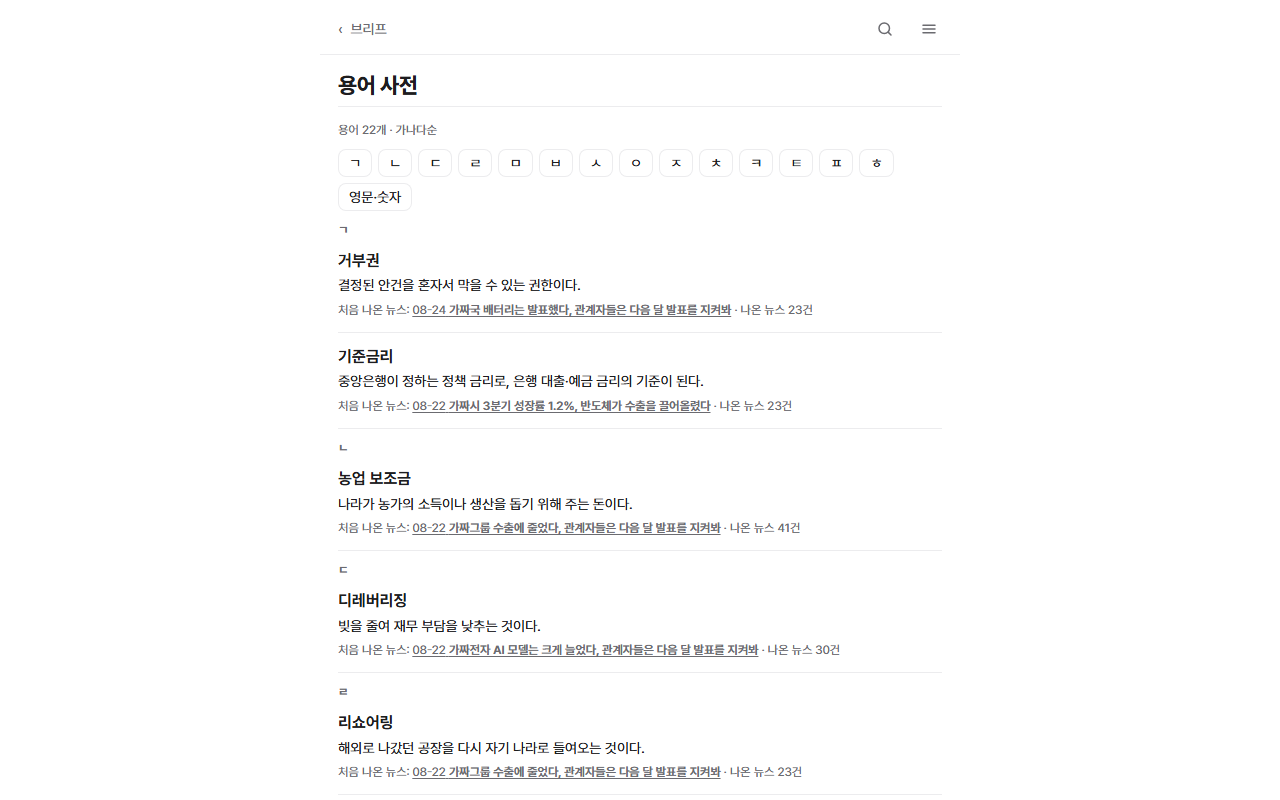 ‹ 브리프
용어 사전
용어 22개 · 가나다순
ㄱ ㄴ ㄷ ㄹ ㅁ ㅂ ㅅ ㅇ ㅈ ㅊ ㅋ ㅌ ㅍ ㅎ
영문·숫자
ㄱ
거부권
결정된 안건을 혼자서 막을 수 있는 권한이다.
처음 나온 뉴스: 08-24 가짜국 배터리는 발표했다, 관계자들은 다음 달 발표를 지켜봐 · 나온 뉴스 23건
기준금리
중앙은행이 정하는 정책 금리로, 은행 대출·예금 금리의 기준이 된다.
처음 나온 뉴스: 08-22 가짜시 3분기 성장률 1.2%, 반도체가 수출을 끌어올렸다 · 나온 뉴스 23건
ㄴ
농업 보조금
나라가 농가의 소득이나 생산을 돕기 위해 주는 돈이다.
처음 나온 뉴스: 08-22 가짜그룹 수출에 줄었다, 관계자들은 다음 달 발표를 지켜봐 · 나온 뉴스 41건
ㄷ
디레버리징
빚을 줄여 재무 부담을 낮추는 것이다.
처음 나온 뉴스: 08-22 가짜전자 AI 모델는 크게 늘었다, 관계자들은 다음 달 발표를 지켜봐 · 나온 뉴스 30건
ㄹ
리쇼어링
해외로 나갔던 공장을 다시 자기 나라로 들여오는 것이다.
처음 나온 뉴스: 08-22 가짜그룹 수출에 줄었다, 관계자들은 다음 달 발표를 지켜봐 · 나온 뉴스 23건